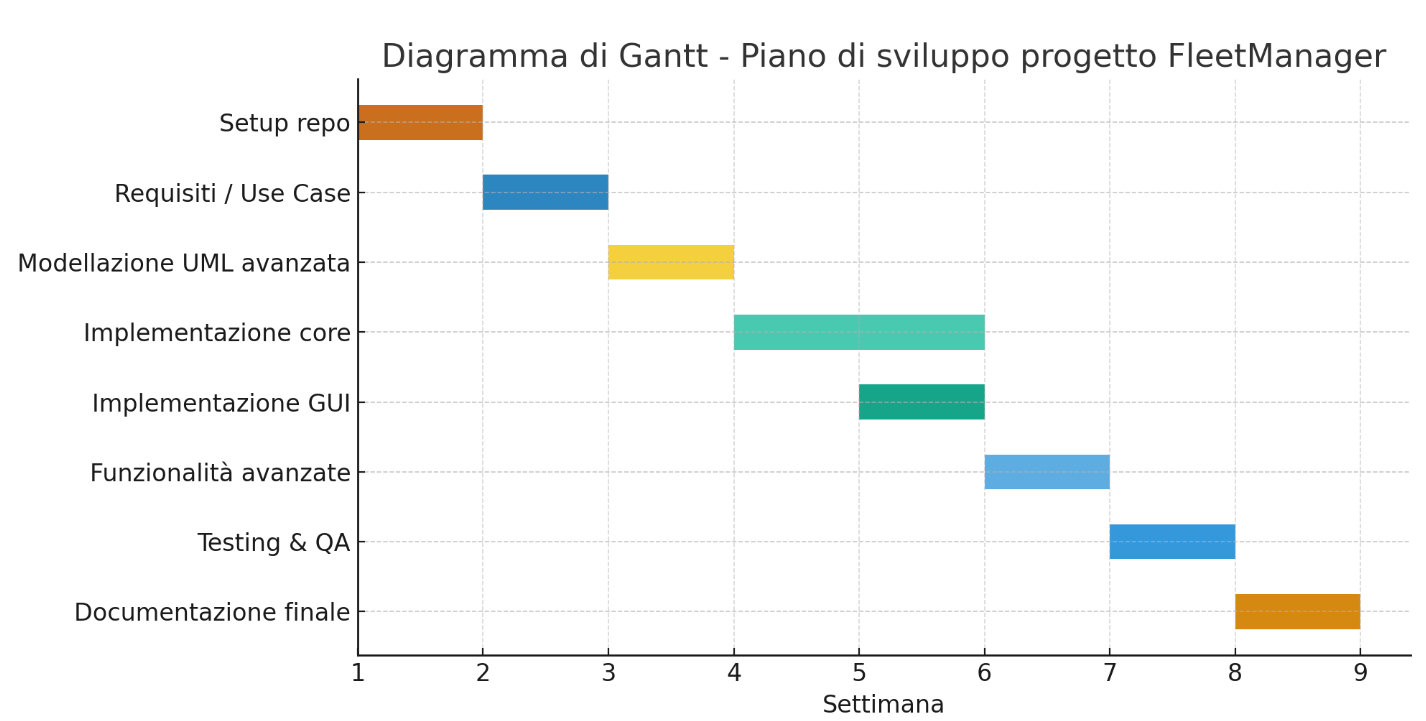 Diagramma di Gantt - Piano di sviluppo progetto FleetManager
Setup repo
Requisiti / Use Case
Modellazione UML avanzata
Implementazione core
Implementazione GUI
Funzionalità avanzate
Testing & QA
Documentazione finale
1 2 3 4 5 6 7 8 9
Settimana